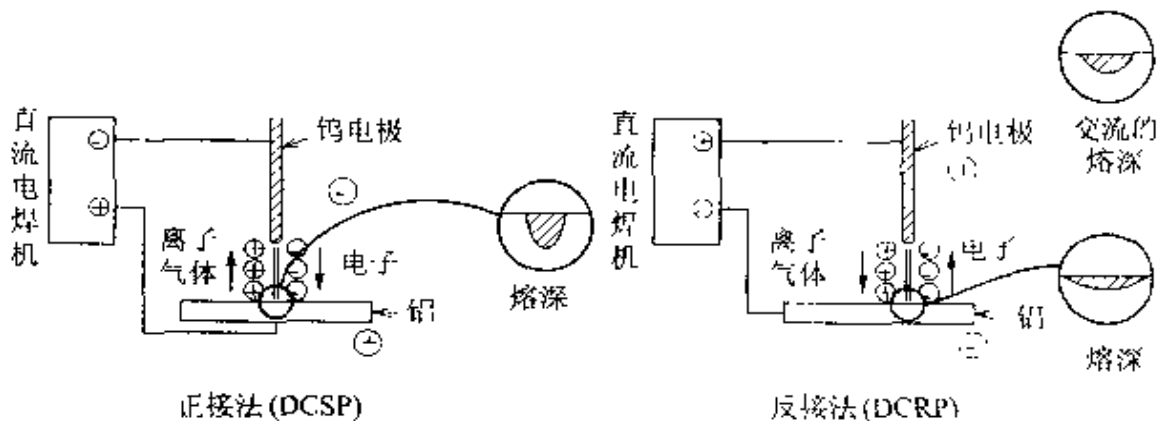 直流电焊机
⊖
⊕
钨电极
⊖
离子
气体
电子
熔深
铝
⊕
正接法(DCSP)
直流电焊机
⊕
钨电极
离子
气体
电子
铝
熔深
交流的
熔深
反接法(DCRP)